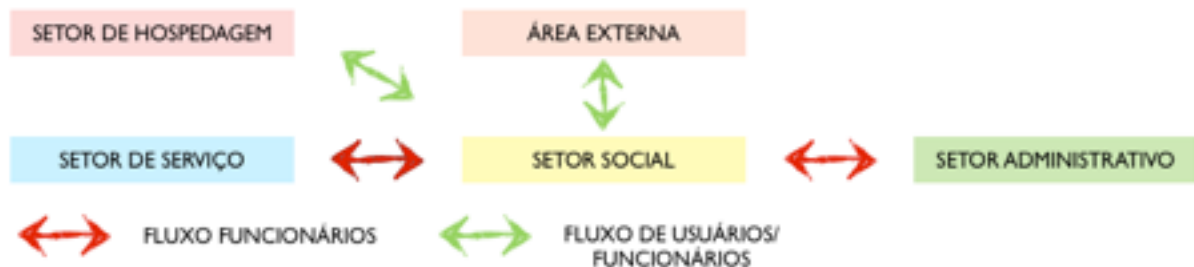 SETOR DE HOSPEDAGEM
ÁREA EXTERNA
SETOR DE SERVIÇO
SETOR SOCIAL
SETOR ADMINISTRATIVO
FLUXO FUNCIONÁRIOS
FLUXO DE USUÁRIOS/
FUNCIONÁRIOS